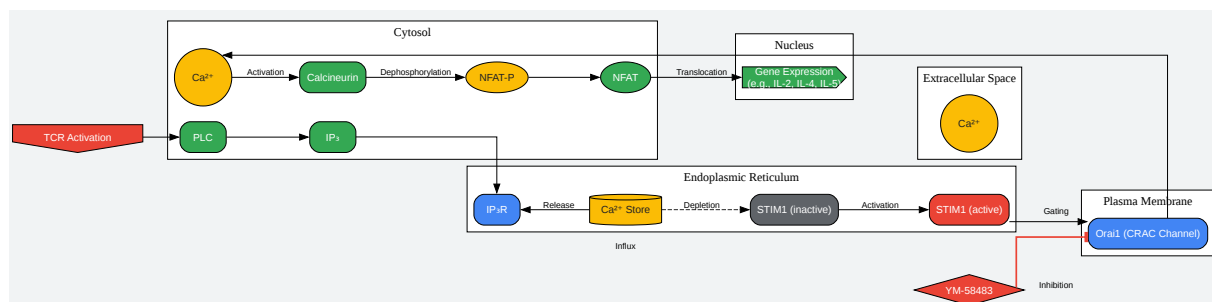 Cytosol
Ca²⁺
Activation
Calcineurin
Dephosphorylation
NFAT-P
NFAT
Translocation
Nucleus
Gene Expression
(e.g., IL-2, IL-4, IL-5)
Extracellular Space
Ca²⁺
TCR Activation
PLC
IP₃
Endoplasmic Reticulum
IP₃R
Release
Ca²⁺ Store
Depletion
STIM1 (inactive)
Activation
STIM1 (active)
Gating
Plasma Membrane
Orai1 (CRAC Channel)
Influx
YM-58483
Inhibition